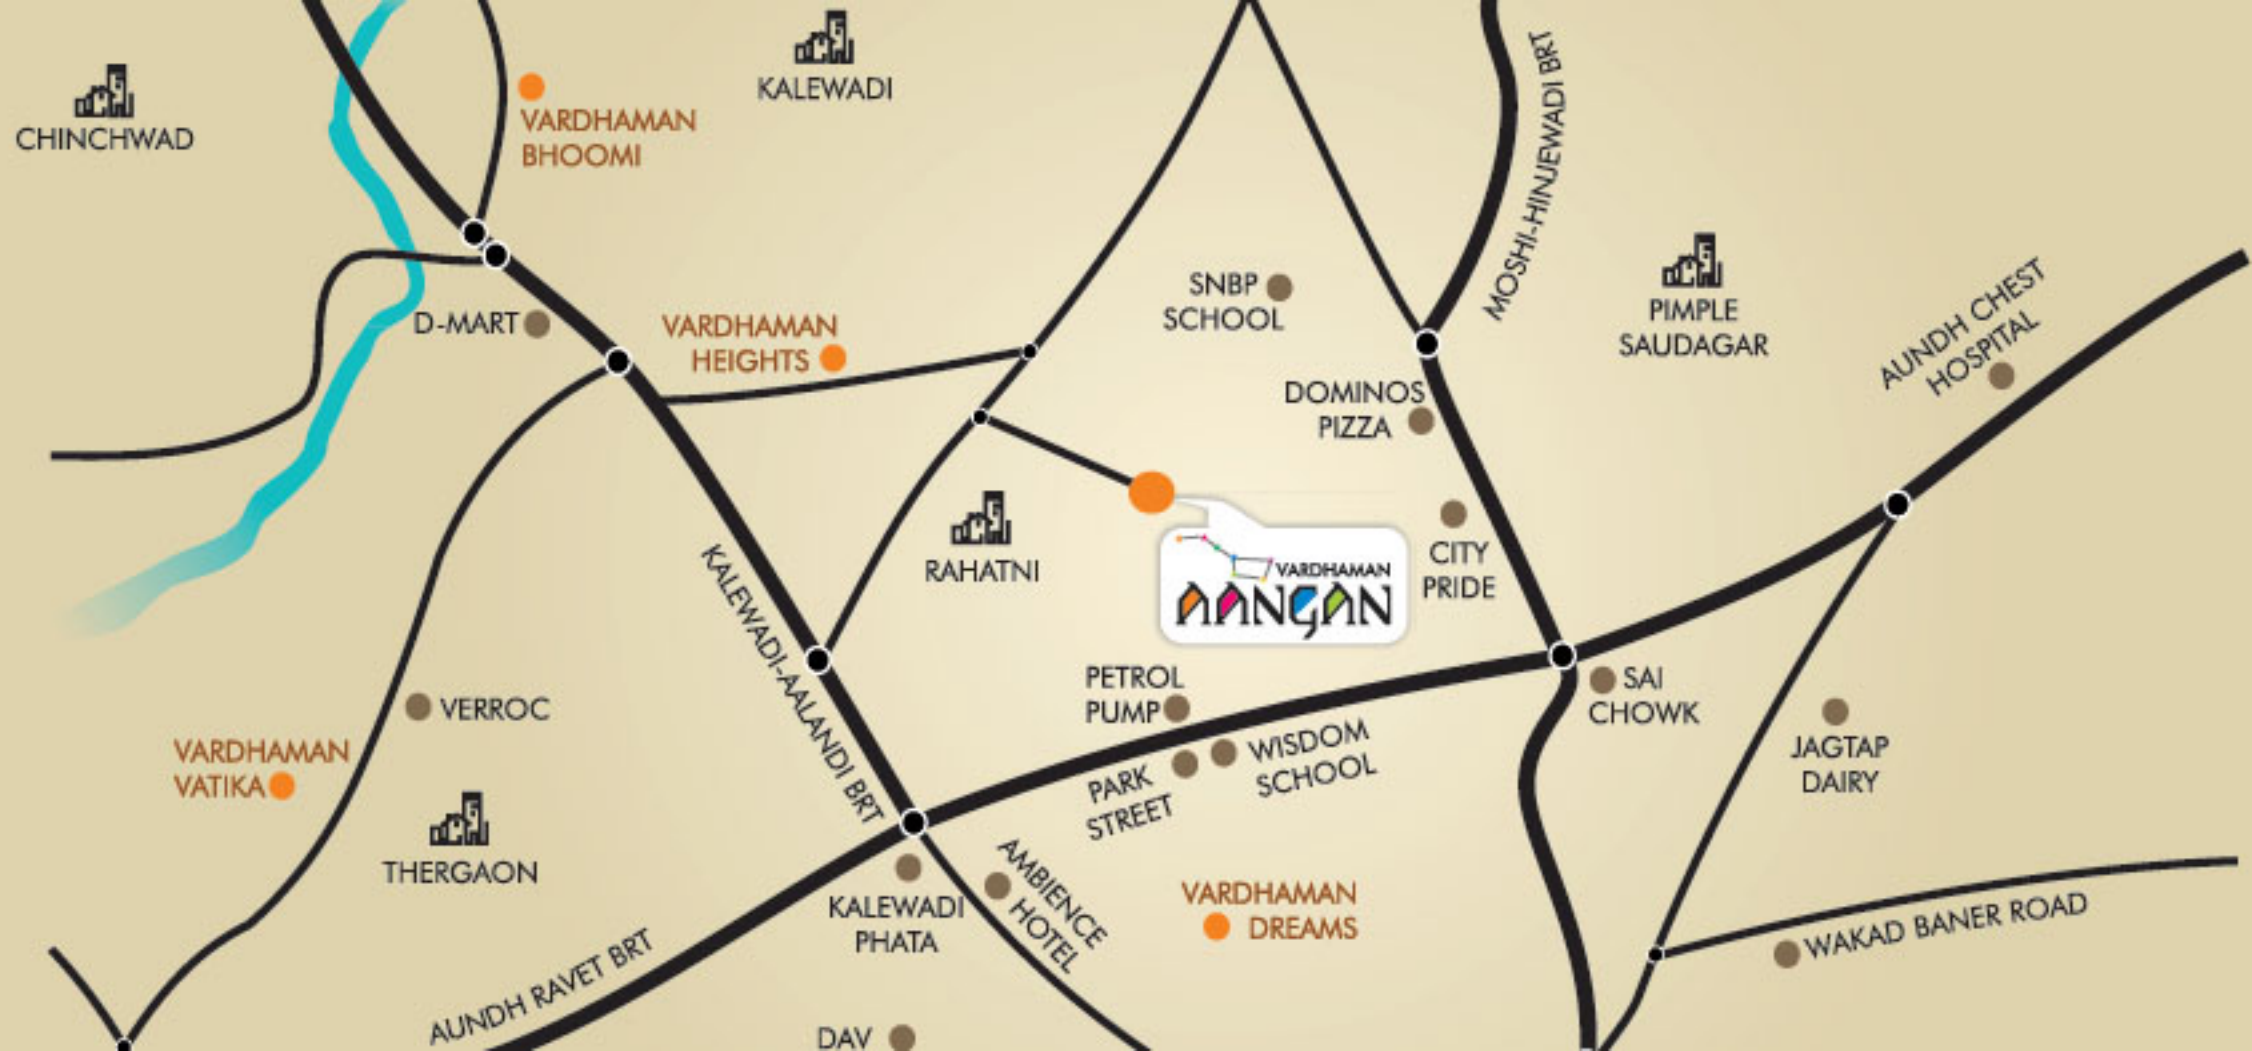 KALEWADI
CHINCHWAD
VARDHAMAN
BHOOMI
MOSHI-HINJEWADI BRT
SNBP
SCHOOL
PIMPLE
SAUDAGAR
AUNDH CHEST
HOSPITAL
D-MART
VARDHAMAN
HEIGHTS
DOMINOS
PIZZA
RAHATNI
CITY
PRIDE
VARDHAMAN
AANGAN
KALEWADI-AALANDI BRT
PETROL
PUMP
SAI
CHOWK
VERROC
VARDHAMAN
VATIKA
WISDOM
SCHOOL
PARK
STREET
JAGTAP
DAIRY
THERGAON
KALEWADI
PHATA
AMBIENCE
HOTEL
VARDHAMAN
DREAMS
WAKAD BANER ROAD
AUNDH RAVET BRT
DAV